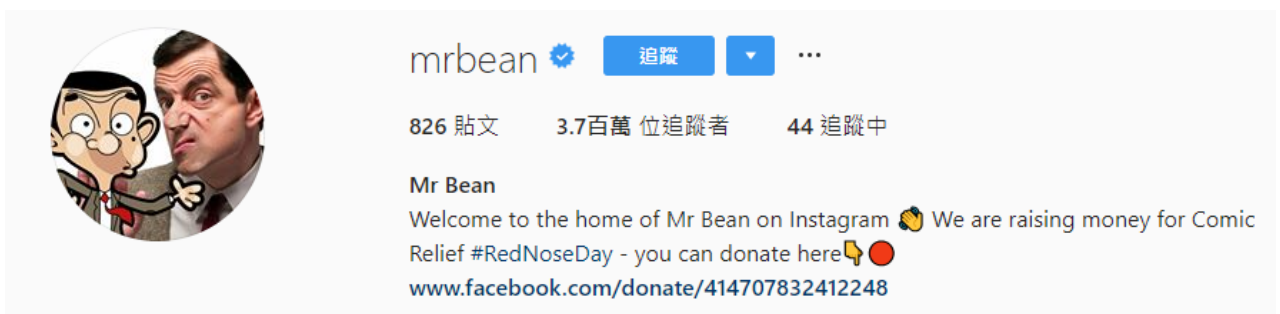 mrbean 追蹤 ...
826 貼文 3.7百萬 位追蹤者 44 追蹤中
Mr Bean
Welcome to the home of Mr Bean on Instagram 👏 We are raising money for Comic
Relief #RedNoseDay - you can donate here👇🔴
www.facebook.com/donate/414707832412248